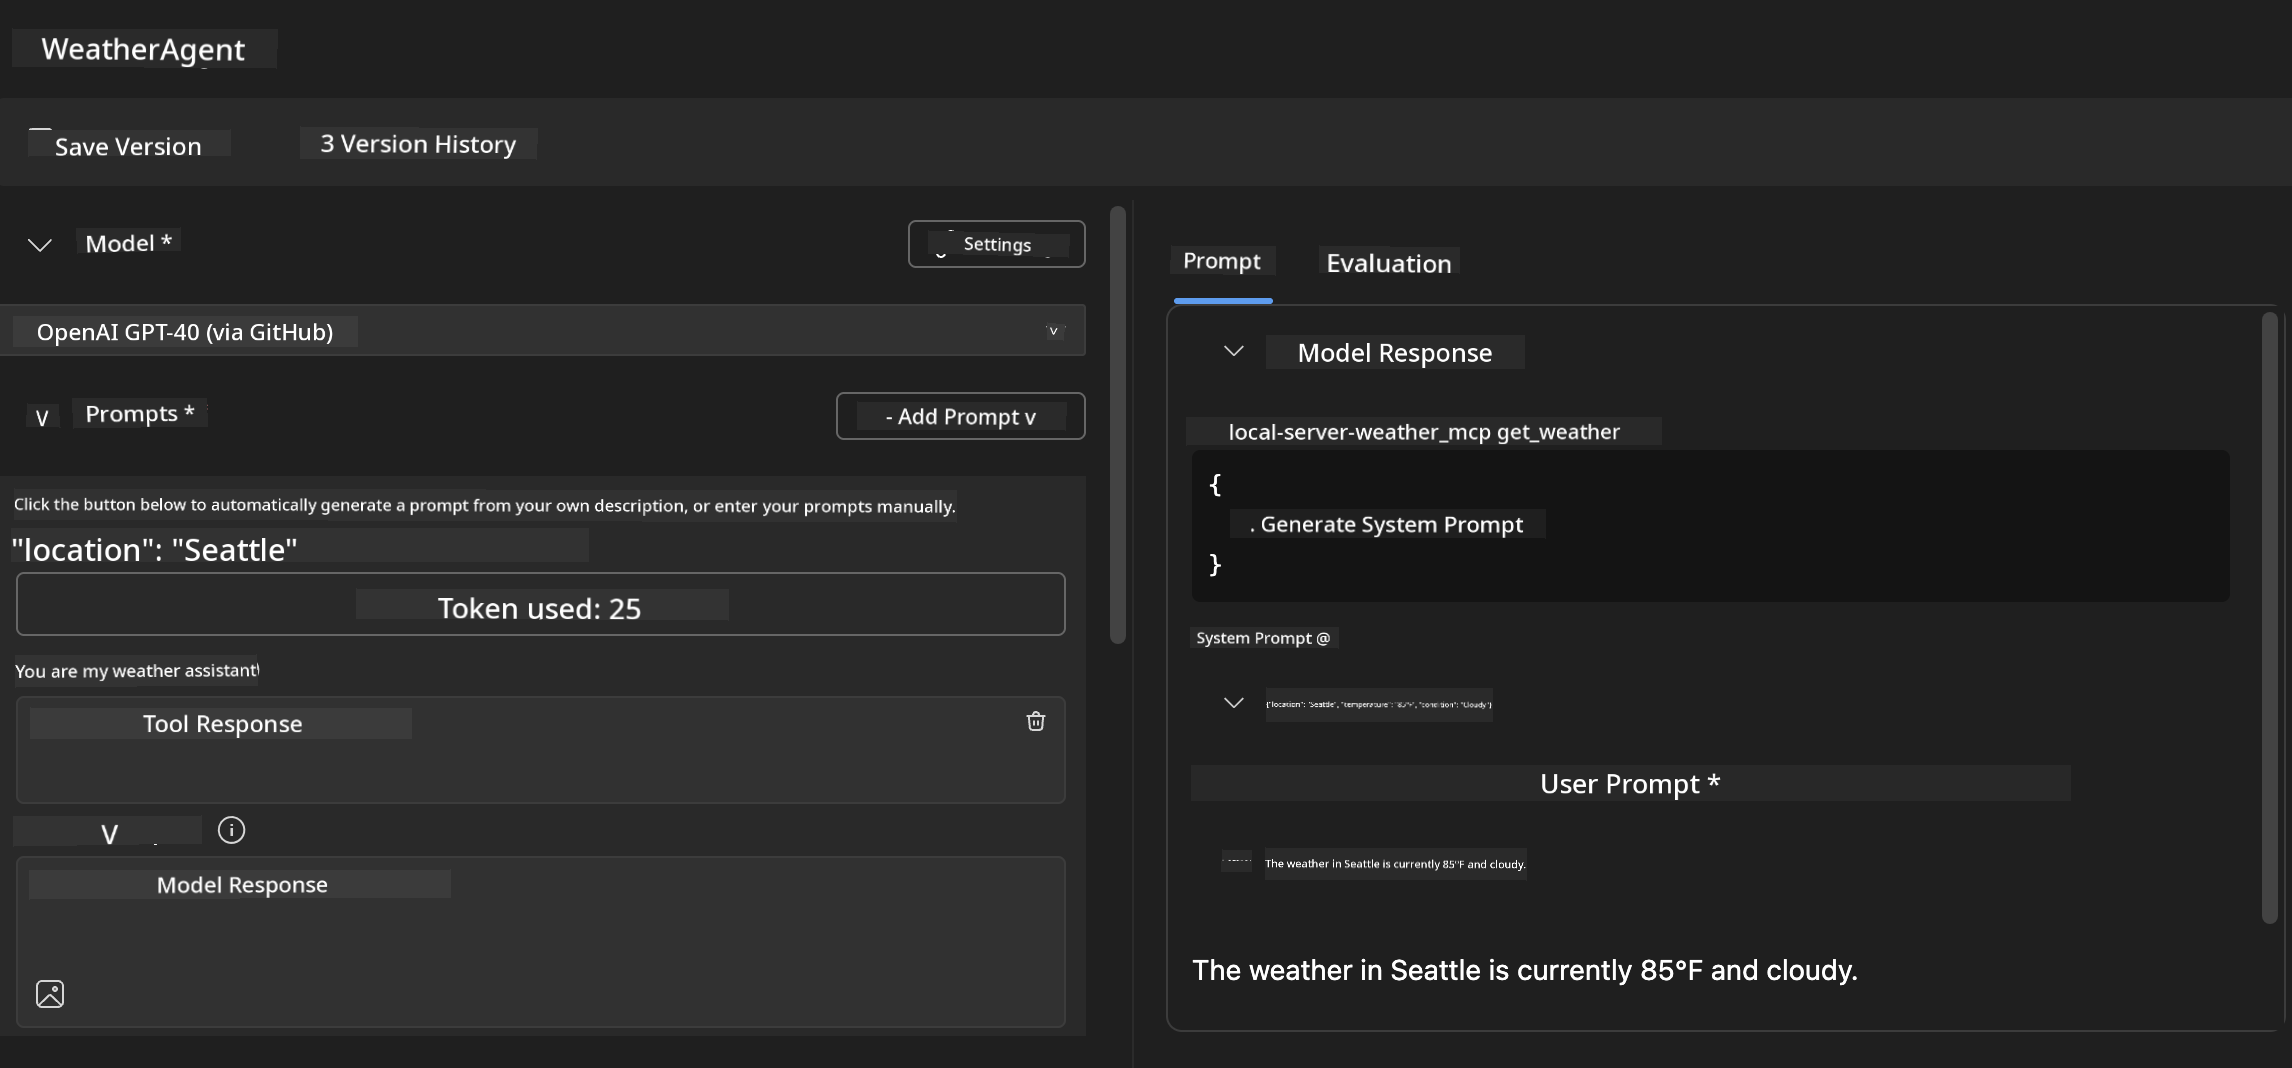 WeatherAgent
Save Version
3 Version History
Model *
Settings
OpenAI GPT-40 (via GitHub)
v
v
Prompts *
- Add Prompt v
Click the button below to automatically generate a prompt from your own description, or enter your prompts manually.
"location": "Seattle"
Token used: 25
You are my weather assistant
Tool Response
V
Model Response
Prompt
Evaluation
Model Response
local-server-weather_mcp get_weather
{
. Generate System Prompt
}
System Prompt @
{"location": "Seattle", "temperature": "85°F", "condition": "Cloudy"}
User Prompt *
The weather in Seattle is currently 85°F and cloudy.
The weather in Seattle is currently 85°F and cloudy.